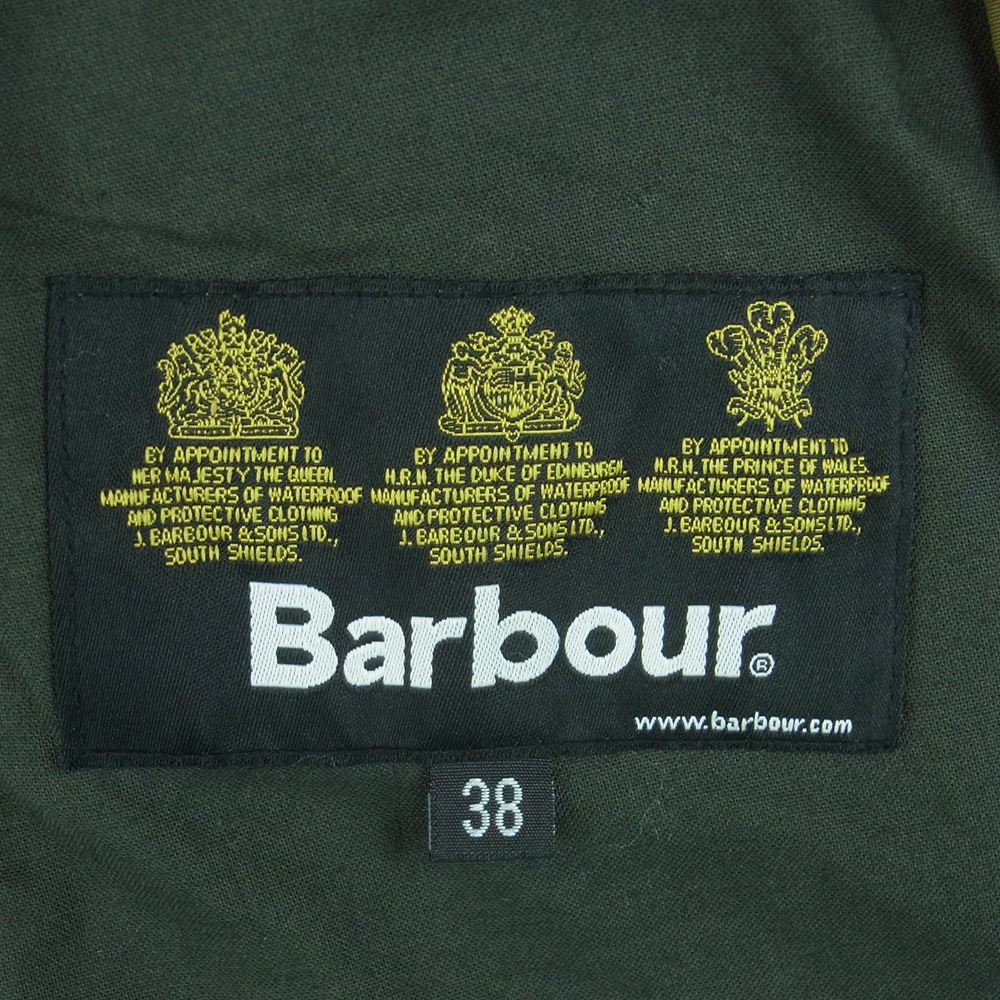 BY APPOINTMENT TO
HER MAJESTY THE QUEEN.
MANUFACTURERS OF WATERPROOF
AND PROTECTIVE CLOTHING
J. BARBOUR & SONS LTD.,
SOUTH SHIELDS.
BY APPOINTMENT TO
H.R.H. THE DUKE OF EDINBURGH.
MANUFACTURERS OF WATERPROOF
AND PROTECTIVE CLOTHING
J. BARBOUR & SONS LTD.,
SOUTH SHIELDS.
BY APPOINTMENT TO
H.R.H. THE PRINCE OF WALES.
MANUFACTURERS OF WATERPROOF
AND PROTECTIVE CLOTHING
J. BARBOUR & SONS LTD.,
SOUTH SHIELDS.
Barbour®
www.barbour.com
38